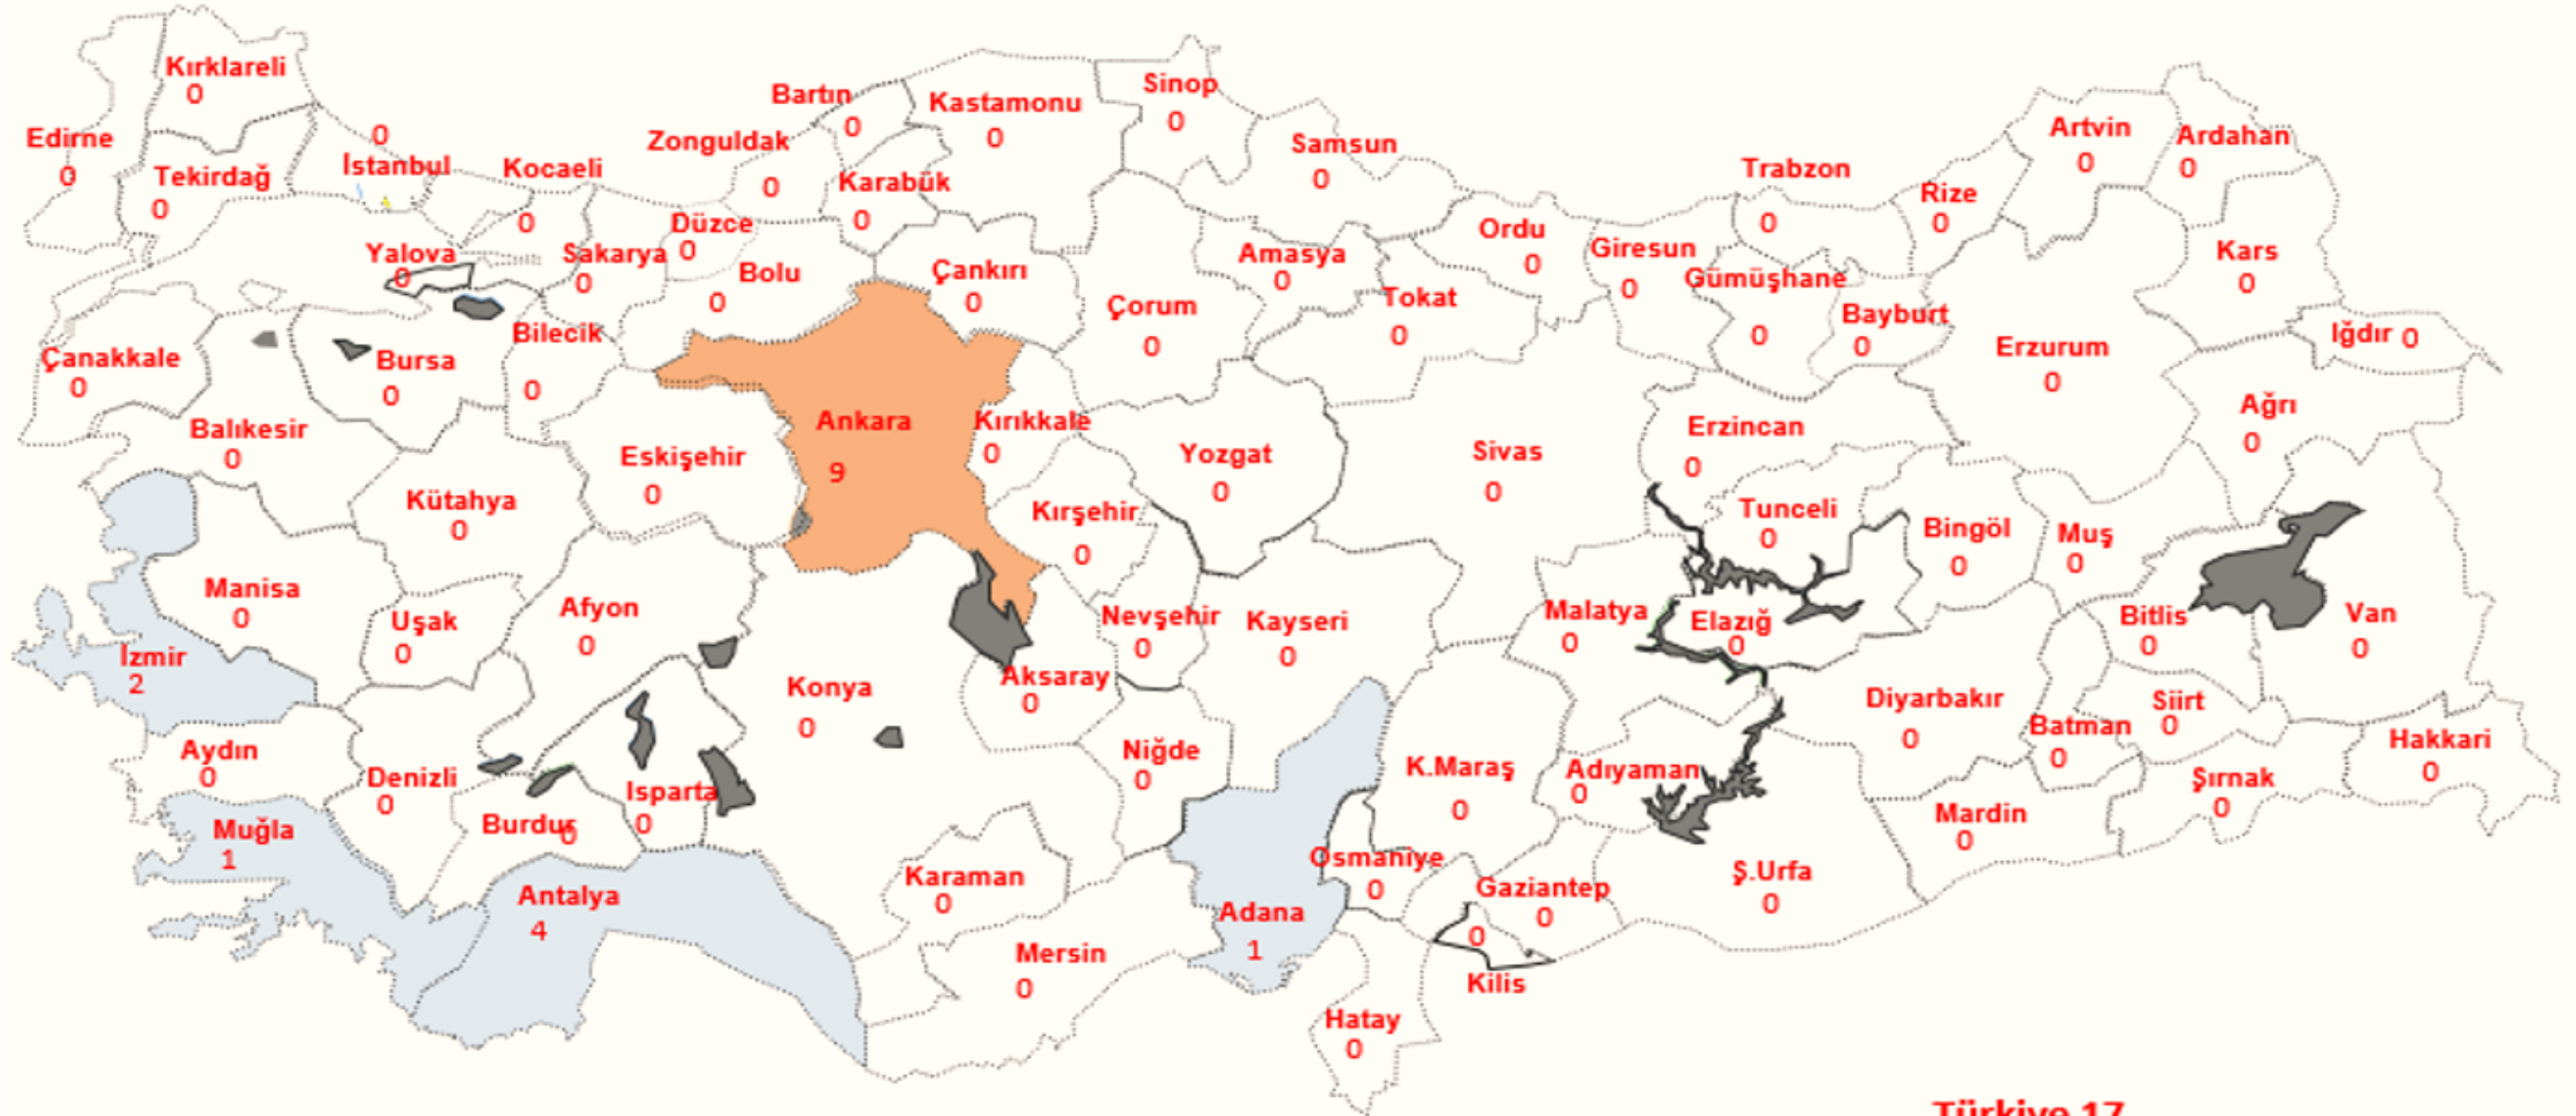 Kırklareli
0
Edirne
0
Tekirdağ
0
0
İstanbul
Kocaeli
0
Yalova
0
Sakarya
0
Düzce
0
Zonguldak
0
Bartın
0
Karabük
0
Kastamonu
0
Sinop
0
Samsun
0
Bolu
0
Çankırı
0
Çorum
0
Amasya
0
Tokat
0
Ordu
0
Giresun
0
Trabzon
0
Gümüşhane
0
Bayburt
0
Rize
0
Artvin
0
Ardahan
0
Kars
0
Iğdır 0
Erzurum
0
Ağrı
0
Çanakkale
0
Balıkesir
0
Bursa
0
Bilecik
0
Eskişehir
0
Kütahya
0
Ankara
9
Kırıkkale
0
Kırşehir
0
Yozgat
0
Sivas
0
Erzincan
0
Tunceli
0
Bingöl
0
Muş
0
Bitlis
0
Van
0
Manisa
0
Uşak
0
Afyon
0
İzmir
2
Aydın
0
Denizli
0
Muğla
1
Burdur
0
Isparta
0
Antalya
4
Konya
0
Aksaray
0
Nevşehir
0
Kayseri
0
Niğde
0
Karaman
0
Mersin
0
Adana
1
Osmaniye
0
K.Maraş
0
Malatya
0
Elazığ
0
Adıyaman
0
Gaziantep
0
0
Kilis
Hatay
0
Ş.Urfa
0
Diyarbakır
0
Mardin
0
Batman
0
Siirt
0
Şırnak
0
Hakkari
0
Türkiye 17